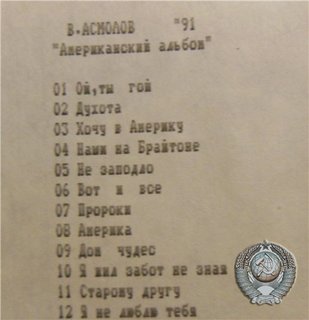 В.АСМОЛОВ "91
"Американский альбом"
01 Ой,ты гой
02 Духота
03 Хочу в Америку
04 Нами на Брайтоне
05 Не заподло
06 Вот и все
07 Пророки
08 Америка
09 Дом чудес
10 Я жил забот не зная
11 Старому другу
12 Я не люблю тебя